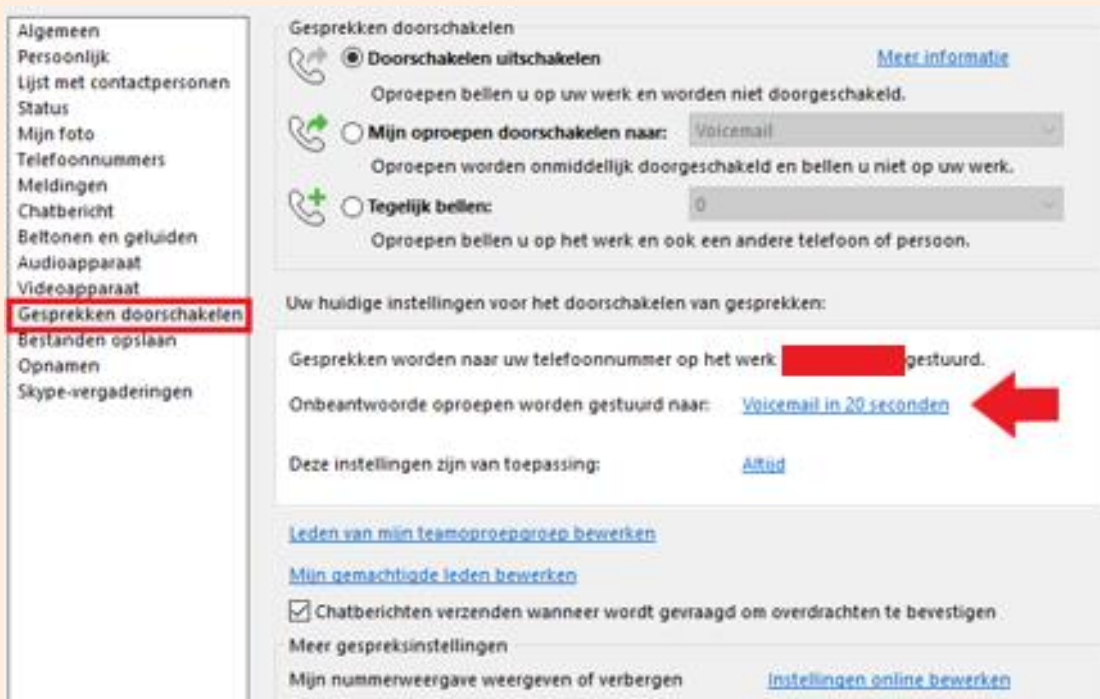 Algemeen
Persoonlijk
Lijst met contactpersonen
Status
Mijn foto
Telefoonnummers
Meldingen
Chatbericht
Beltonen en geluiden
Audioapparaat
Videoapparaat
Gesprekken doorschakelen
Bestanden opslaan
Opnamen
Skype-vergaderingen
Gesprekken doorschakelen
Doorschakelen uitschakelen Meer informatie
Oproepen bellen u op uw werk en worden niet doorgeschakeld.
Mijn oproepen doorschakelen naar: Voicemail
Oproepen worden onmiddellijk doorgeschakeld en bellen u niet op uw werk.
Tegelijk bellen: 0
Oproepen bellen u op het werk en ook een andere telefoon of persoon.
Uw huidige instellingen voor het doorschakelen van gesprekken:
Gesprekken worden naar uw telefoonnummer op het werk gestuurd.
Onbeantwoorde oproepen worden gestuurd naar: Voicemail in 20 seconden
Deze instellingen zijn van toepassing: Altijd
Leden van mijn teamoproepgroep bewerken
Mijn gemachtigde leden bewerken
Chatberichten verzenden wanneer wordt gevraagd om overdrachten te bevestigen
Meer gespreksinstellingen
Mijn nummerweergave weergeven of verbergen Instellingen online bewerken